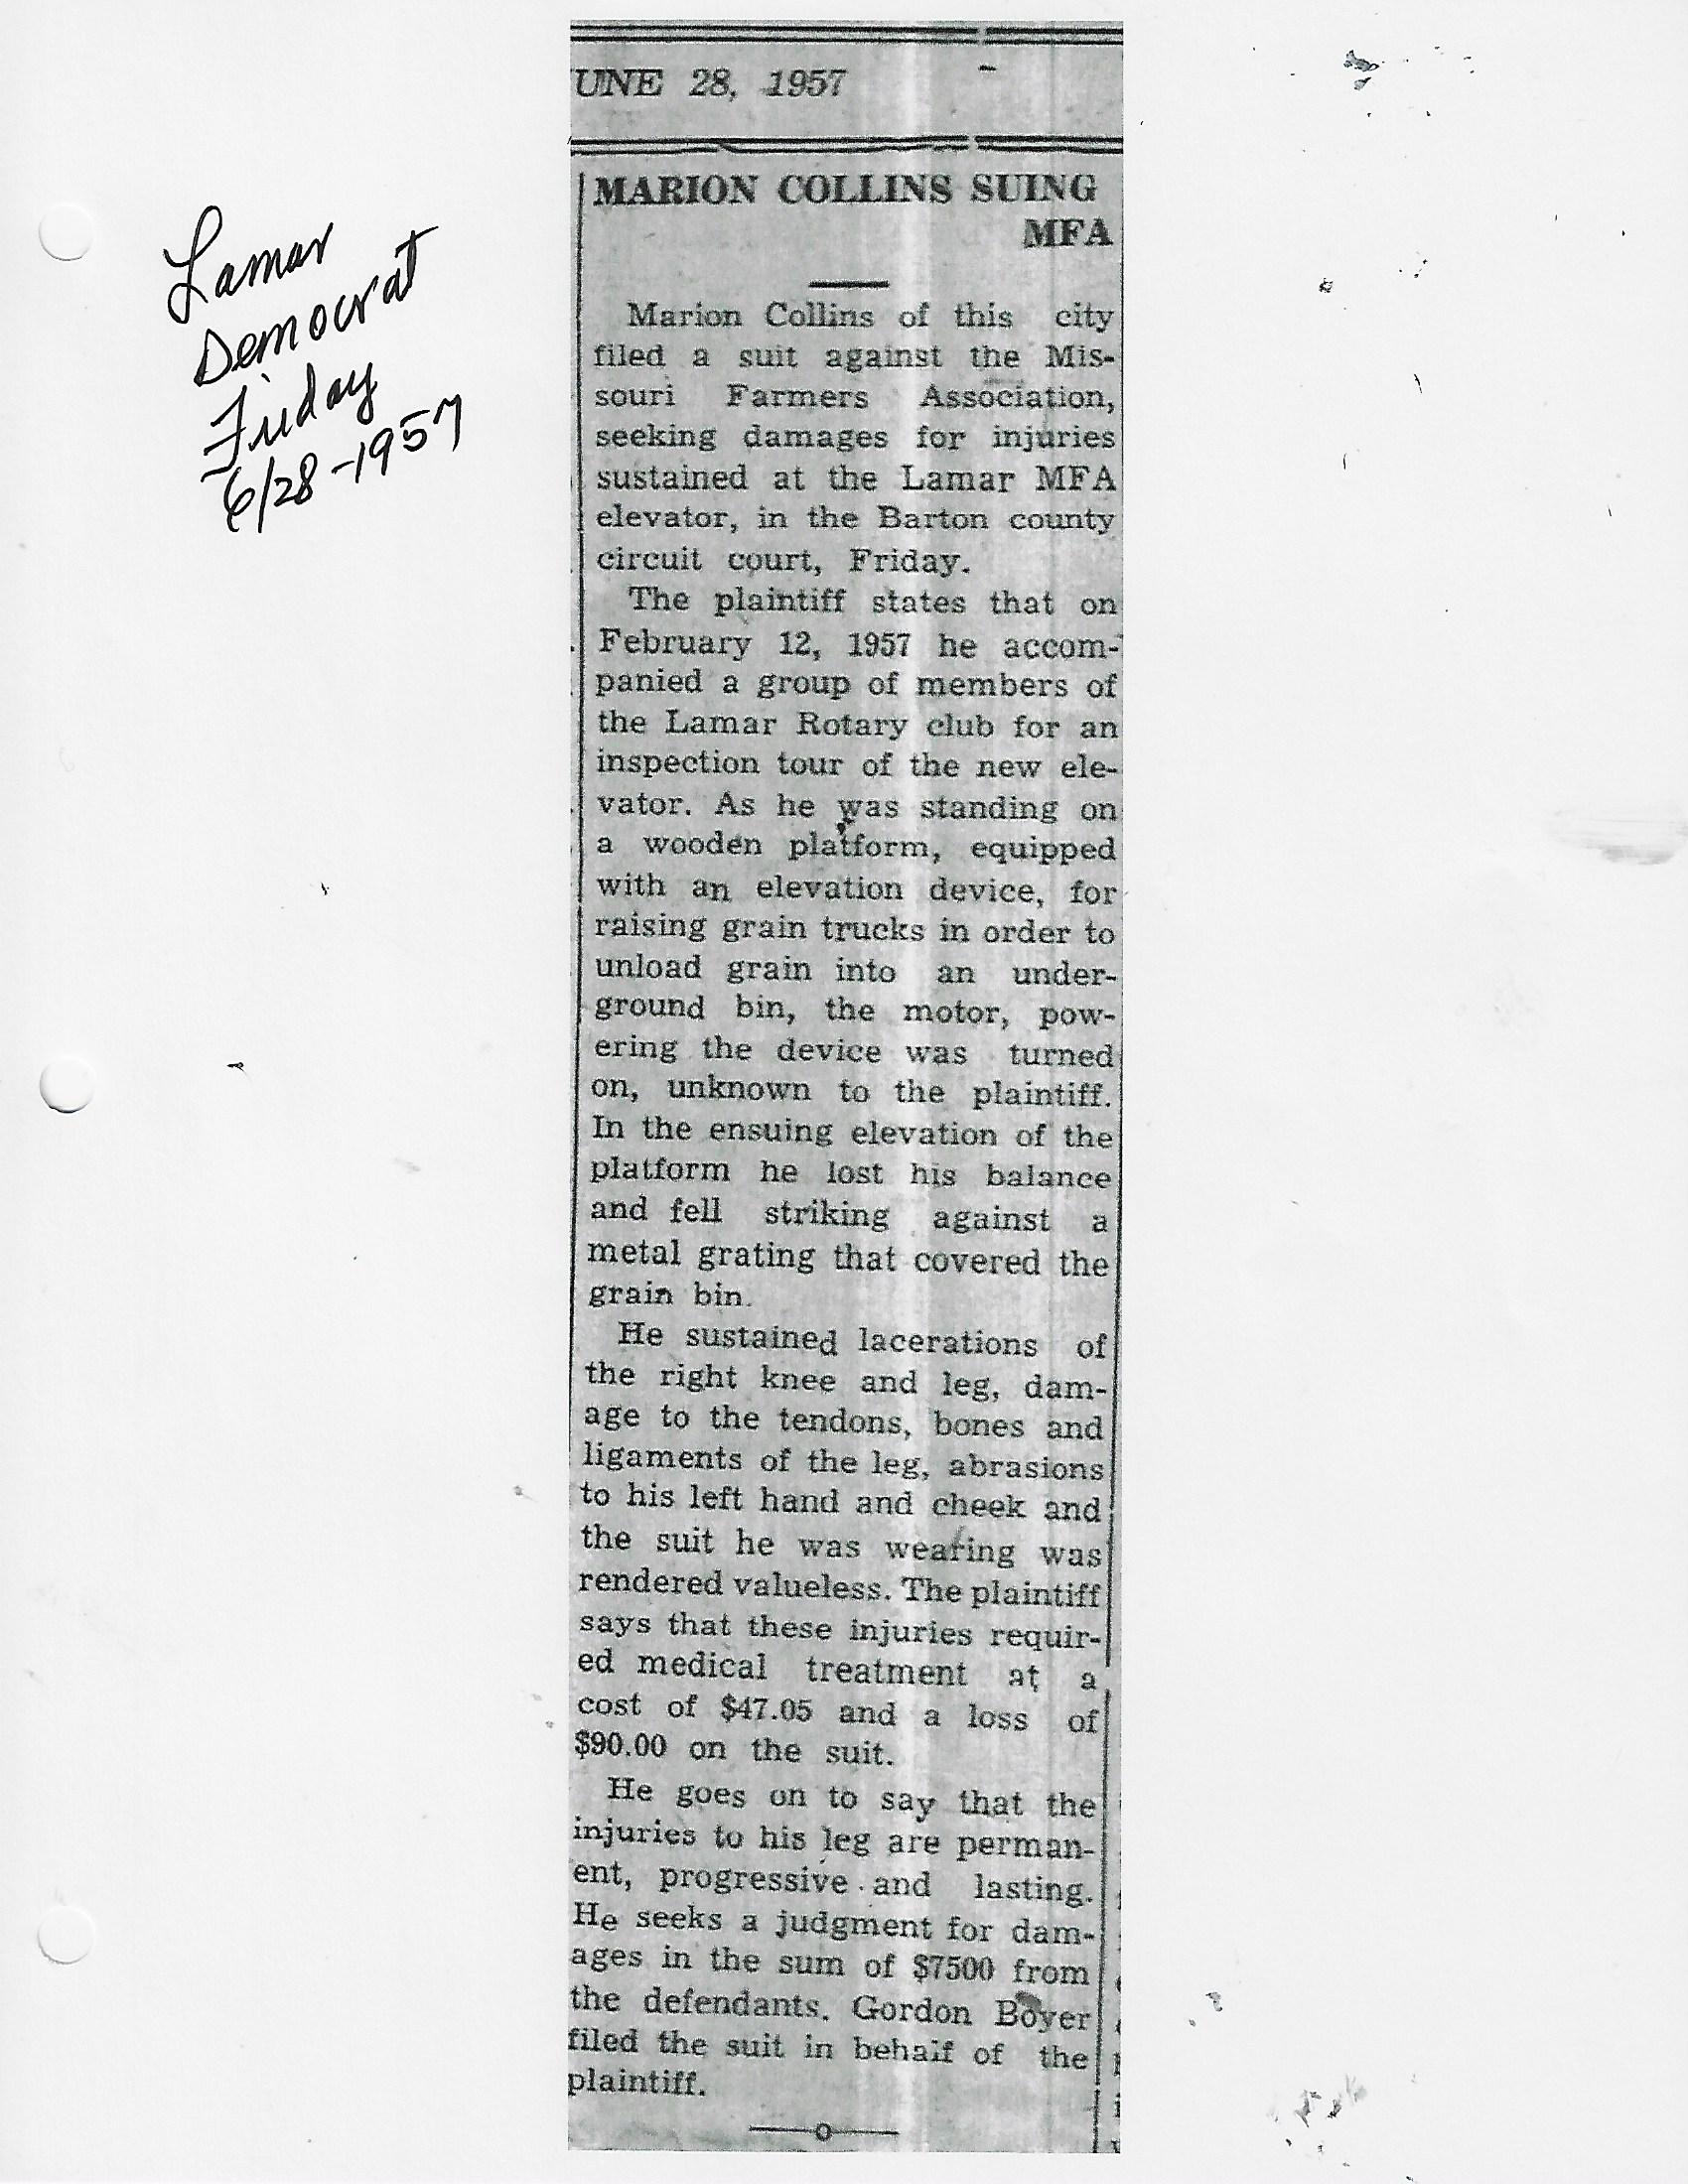 UNE 28, 1957
Lamar
Democrat
Friday
6/28-1957
MARION COLLINS SUING
MFA
Marion Collins of this city
filed a suit against the Mis-
souri Farmers Association,
seeking damages for injuries
sustained at the Lamar MFA
elevator, in the Barton county
circuit court, Friday.
The plaintiff states that on
February 12, 1957 he accom-
panied a group of members of
the Lamar Rotary club for an
inspection tour of the new ele-
vator. As he was standing on
a wooden platform, equipped
with an elevation device, for
raising grain trucks in order to
unload grain into an under-
ground bin, the motor, pow-
ering the device was turned
on, unknown to the plaintiff.
In the ensuing elevation of the
platform he lost his balance
and fell striking against a
metal grating that covered the
grain bin.
He sustained lacerations of
the right knee and leg, dam-
age to the tendons, bones and
ligaments of the leg, abrasions
to his left hand and cheek and
the suit he was wearing was
rendered valueless. The plaintiff
says that these injuries requir-
ed medical treatment at a
cost of $47.05 and a loss of
$90.00 on the suit.
He goes on to say that the
injuries to his leg are perman-
ent, progressive and lasting.
He seeks a judgment for dam-
ages in the sum of $7500 from
the defendants. Gordon Boyer
filed the suit in behalf of the
plaintiff.